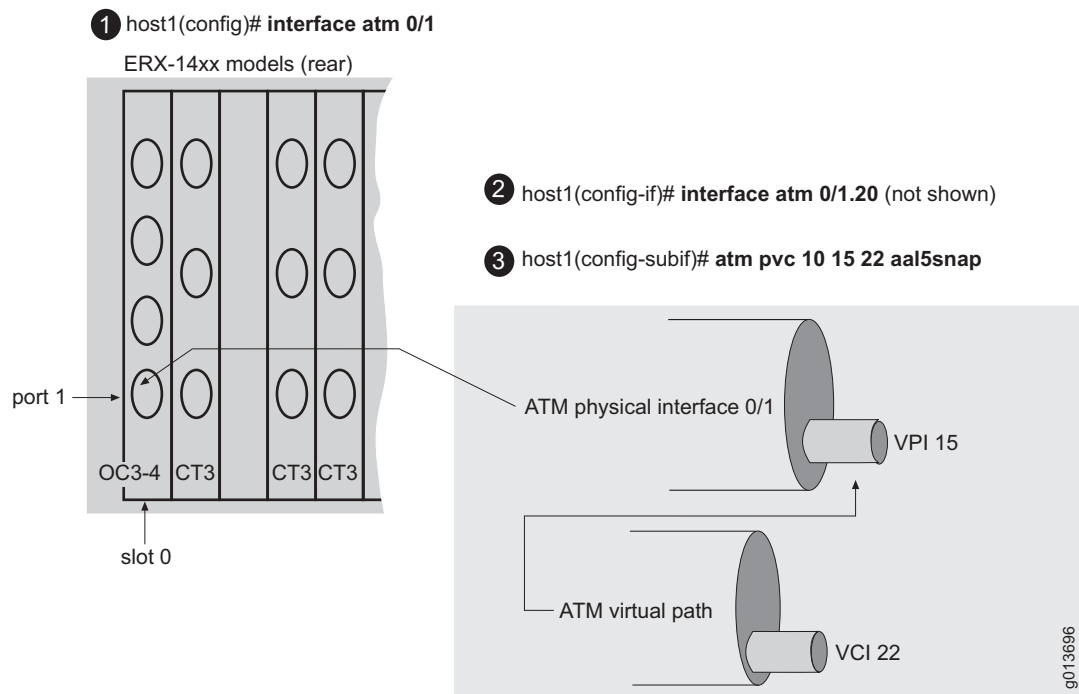 1 host1(config)# interface atm 0/1
ERX-14xx models (rear)
2 host1(config-if)# interface atm 0/1.20 (not shown)
3 host1(config-subif)# atm pvc 10 15 22 aal5snap
port 1
ATM physical interface 0/1
VPI 15
OC3-4 CT3 CT3 CT3
slot 0
ATM virtual path
VCI 22
g013696